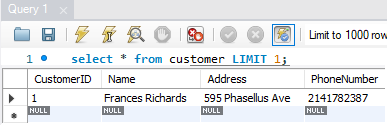 Query 1
Limit to 1000 row
1 select * from customer LIMIT 1;
CustomerID Name Address PhoneNumber
1 Frances Richards 595 Phasellus Ave 2141782387
NULL NULL NULL NULL